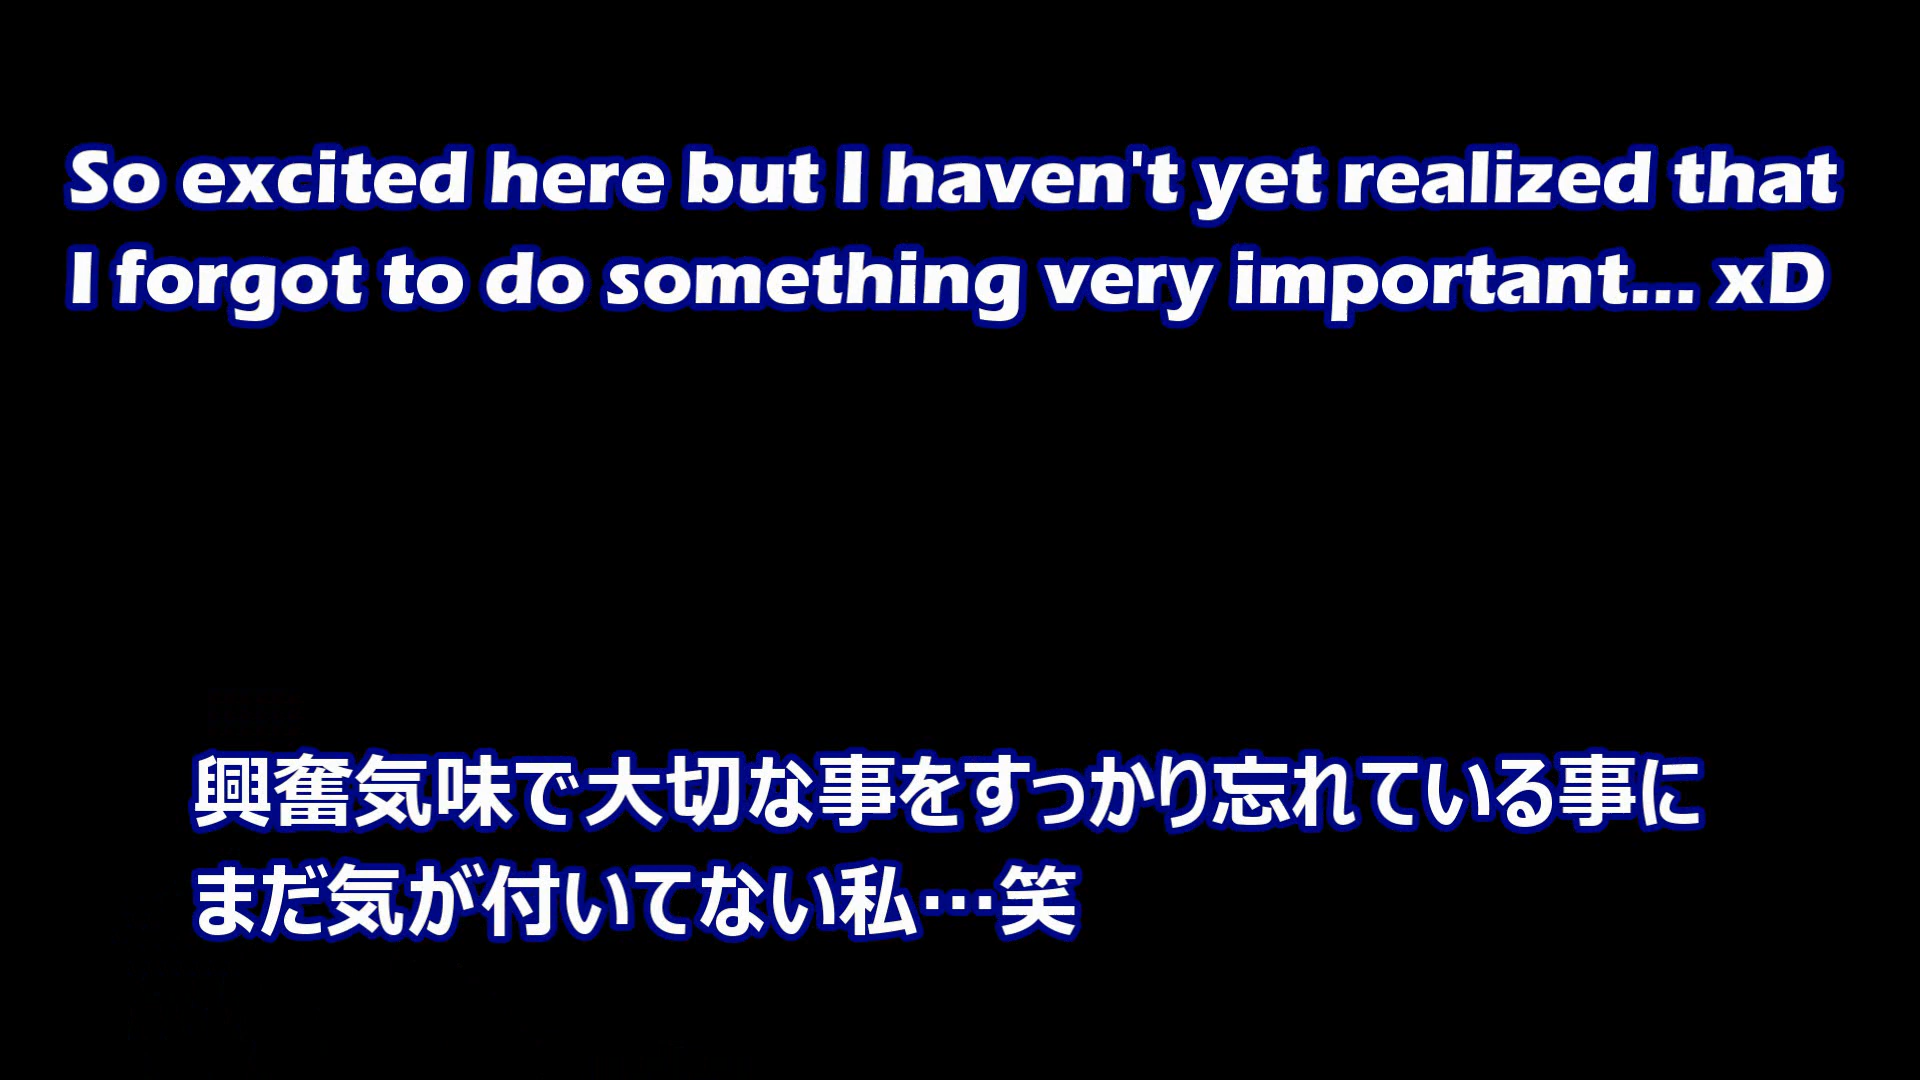 So excited here but I haven't yet realized that
I forgot to do something very important... xD
興奮気味で大切な事をすっかり忘れている事に
まだ気が付いてない私…笑